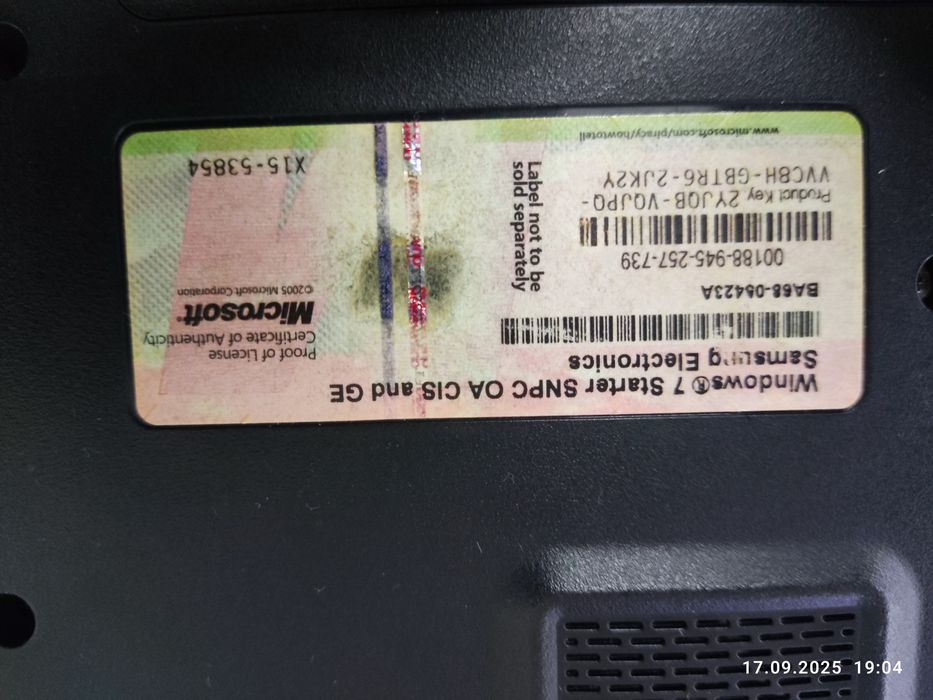 Windows® 7 Starter SNPC OA CIS and GE
Samsung Electronics
BA68-05423A
00188-945-257-739
Product Key: 2YJQB-VQJPQ-
VVCBH-GBTR6-2JK2Y
www.microsoft.com/piracy/howtotell
Label not to be
sold separately
Proof of License
Certificate of Authenticity
Microsoft®
©2005 Microsoft Corporation
X15-53854
17.09.2025 19:04